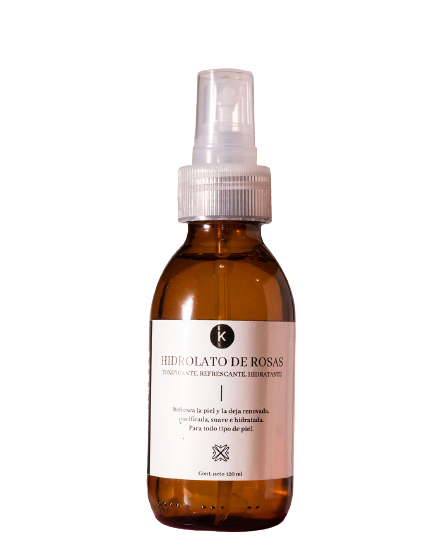 K
HIDROLATO DE ROSAS
TONIFICANTE. REFRESCANTE. HIDRATANTE
Refresca la piel y la deja renovada,
purificada, suave e hidratada.
Para todo tipo de piel.
Cont. neto 120 ml